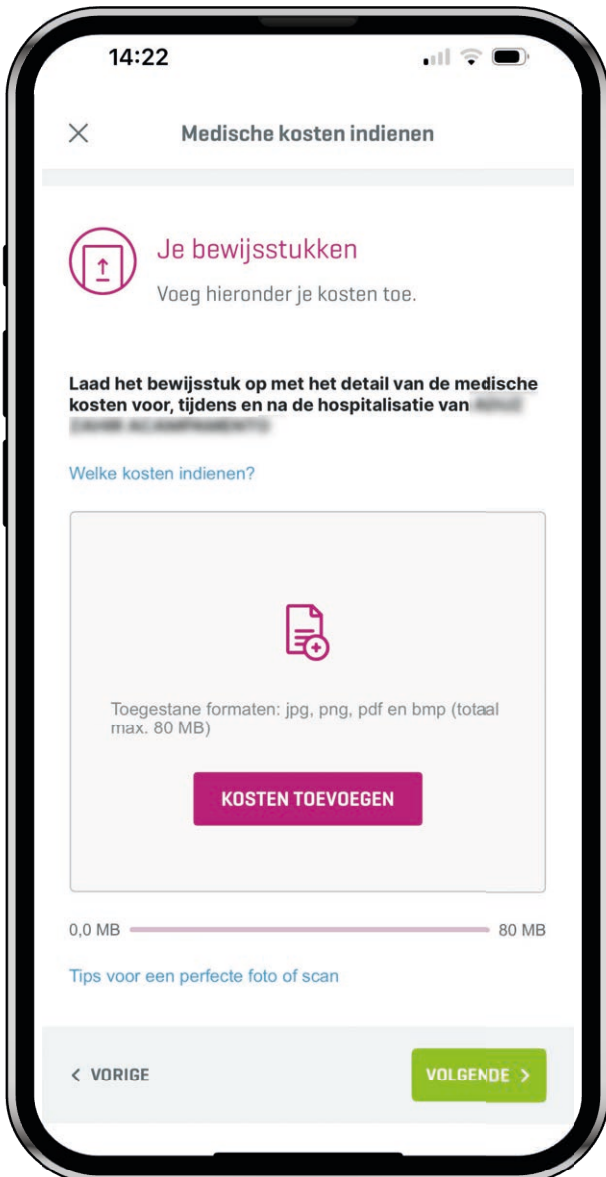 14:22
Medische kosten indienen
Je bewijsstukken
Voeg hieronder je kosten toe.
Laad het bewijsstuk op met het detail van de medische
kosten voor, tijdens en na de hospitalisatie van
Welke kosten indienen?
Toegestane formaten: jpg, png, pdf en bmp (totaal
max. 80 MB)
KOSTEN TOEVOEGEN
0,0 MB 80 MB
Tips voor een perfecte foto of scan
< VORIGE VOLGENDE >